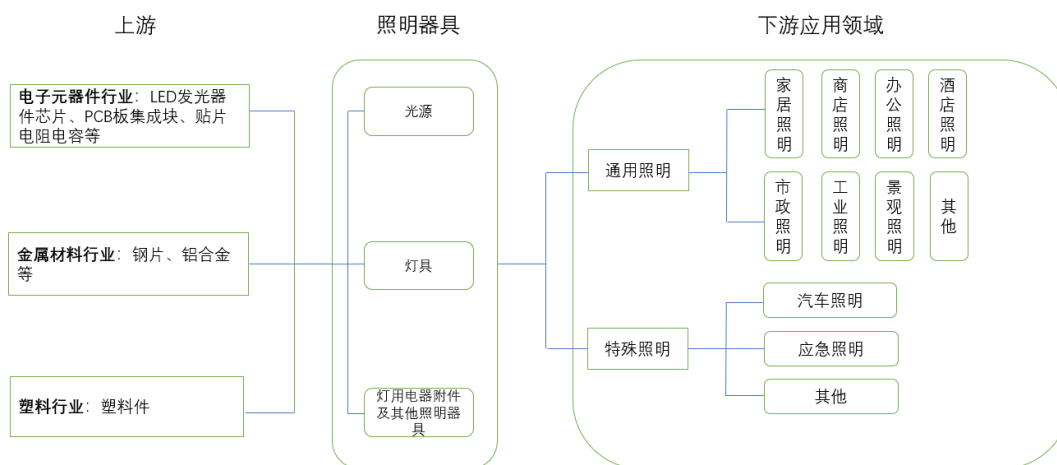 上游
照明器具
下游应用领域
电子元器件行业：LED发光器
件芯片、PCB板集成块、贴片
电阻电容等
金属材料行业：钢片、铝合金
等
塑料行业：塑料件
光源
灯具
灯用电器附件
及其他照明器
具
通用照明
特殊照明
家居照明
商店照明
办公照明
酒店照明
市政照明
工业照明
景观照明
其他
汽车照明
应急照明
其他